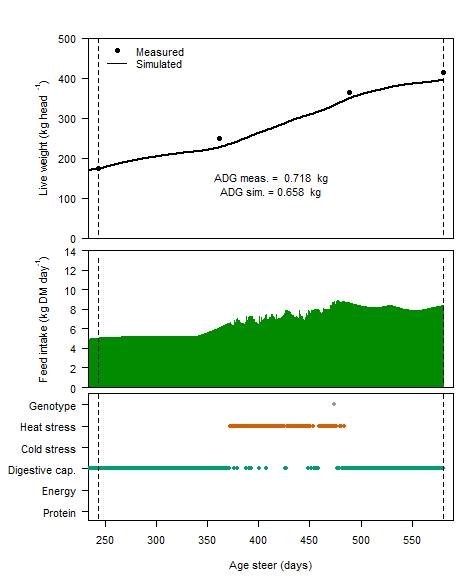 500
400
300
200
100
0
Live weight (kg head ⁻¹)
Measured
Simulated
ADG meas. = 0.718 kg
ADG sim. = 0.658 kg
14
12
10
8
6
4
2
0
Feed intake (kg DM day⁻¹)
Genotype
Heat stress
Cold stress
Digestive cap.
Energy
Protein
250 300 350 400 450 500 550
Age steer (days)